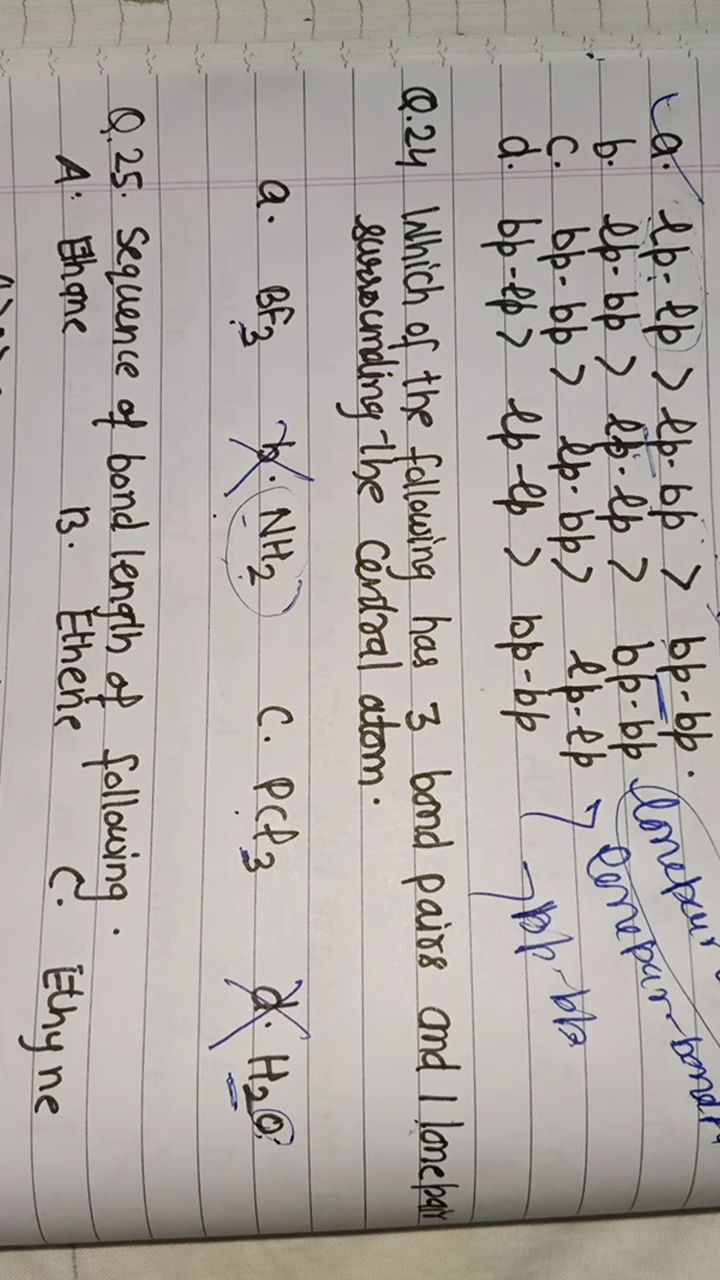 a. lp-lp > lp-bp > bp-bp.
b. lp-bp > lp-lp > bp-bp
c. bp-bp > lp-bp > lp-lp
d. bp-lp > lp-lp > bp-bp
lonepair
lonepair-bond
bp-bp
Q.24 Which of the following has 3 bond pairs and 1 lonepair
surrounding the central atom.
a. BF3 b. NH2 c. PCl3 d. H2O
Q.25. Sequence of bond length of following.
A. Ethane B. Ethene C. Ethyne